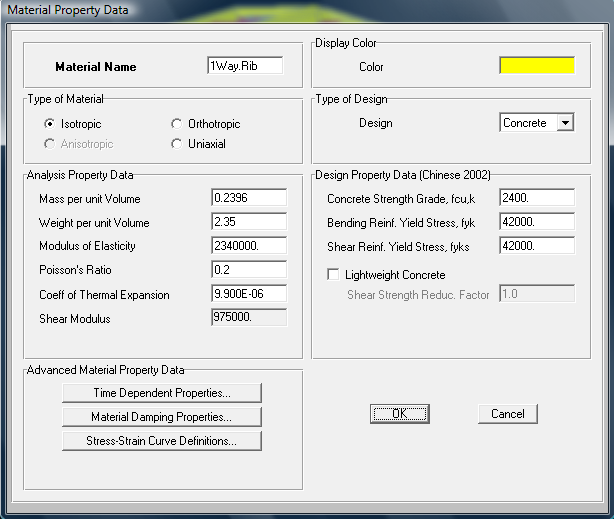 Material Property Data
Material Name
1Way.Rib
Display Color
Color
Type of Material
Isotropic
Orthotropic
Anisotropic
Uniaxial
Type of Design
Design
Concrete
Analysis Property Data
Mass per unit Volume
0.2396
Weight per unit Volume
2.35
Modulus of Elasticity
2340000.
Poisson's Ratio
0.2
Coeff of Thermal Expansion
9.900E-06
Shear Modulus
975000.
Design Property Data (Chinese 2002)
Concrete Strength Grade, fcu,k
2400.
Bending Reinf. Yield Stress, fyk
42000.
Shear Reinf. Yield Stress, fyks
42000.
Lightweight Concrete
Shear Strength Reduc. Factor
1.0
Advanced Material Property Data
Time Dependent Properties...
Material Damping Properties...
Stress-Strain Curve Definitions...
OK
Cancel